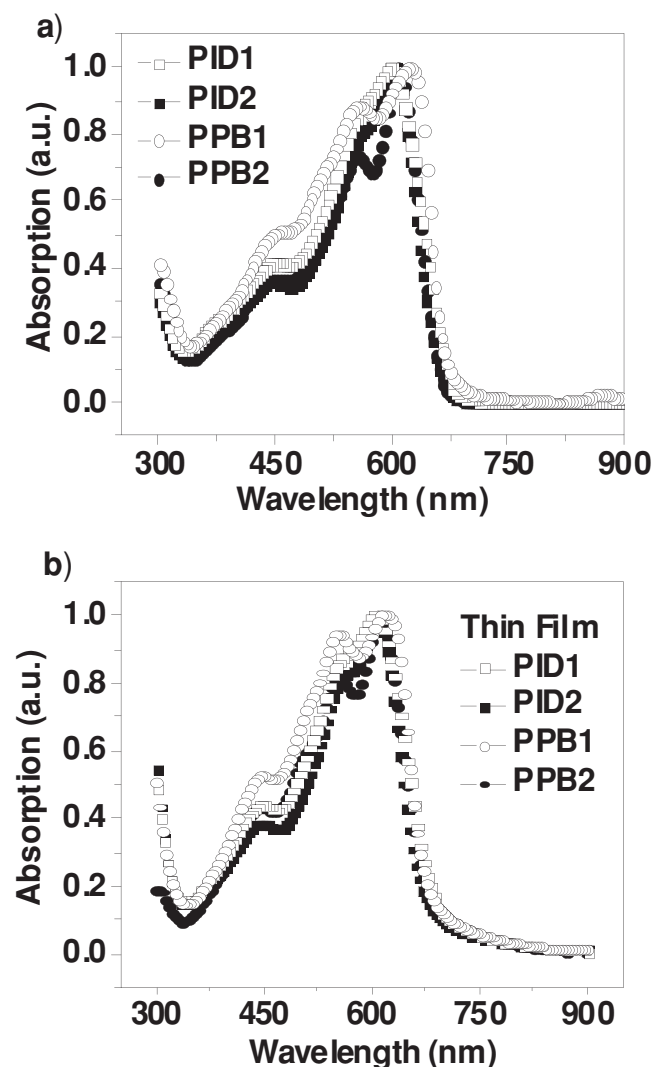 a)
PID1
PID2
PPB1
PPB2
1.0
0.8
0.6
0.4
0.2
0.0
Absorption (a.u.)
300 450 600 750 900
Wavelength (nm)
b)
Thin Film
PID1
PID2
PPB1
PPB2
1.0
0.8
0.6
0.4
0.2
0.0
Absorption (a.u.)
300 450 600 750 900
Wavelength (nm)